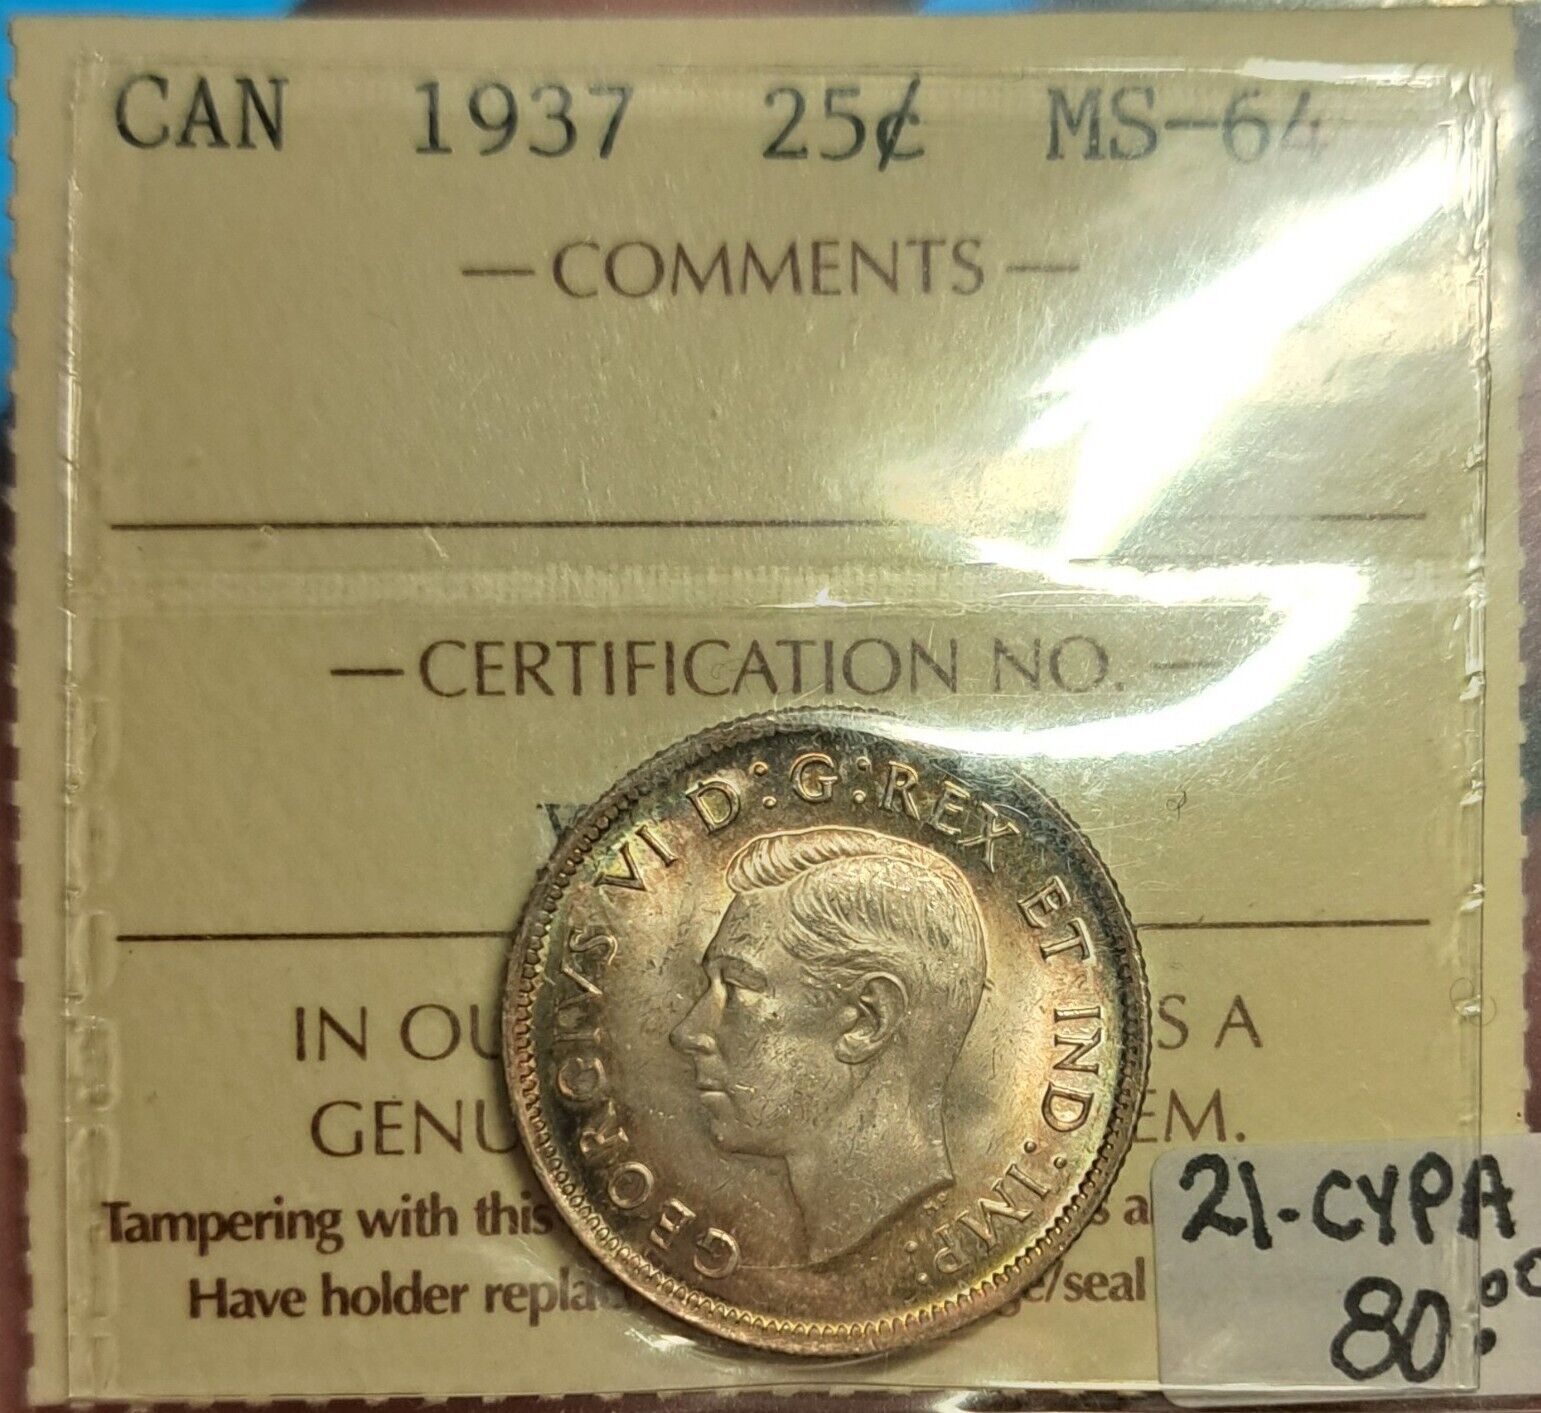 CAN 1937 25¢ MS-64
— COMMENTS —
— CERTIFICATION NO. —
GEORGIVS VI D:G:REX ET IND:IMP:
IN OU S A
GENU EM.
Tampering with this s a
Have holder repla ge/seal
21-CYPA
80.00